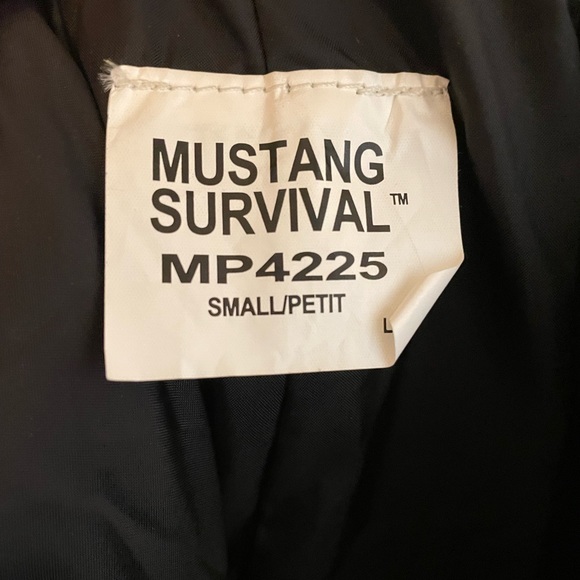 MUSTANG
SURVIVAL™
MP4225
SMALL/PETIT
L